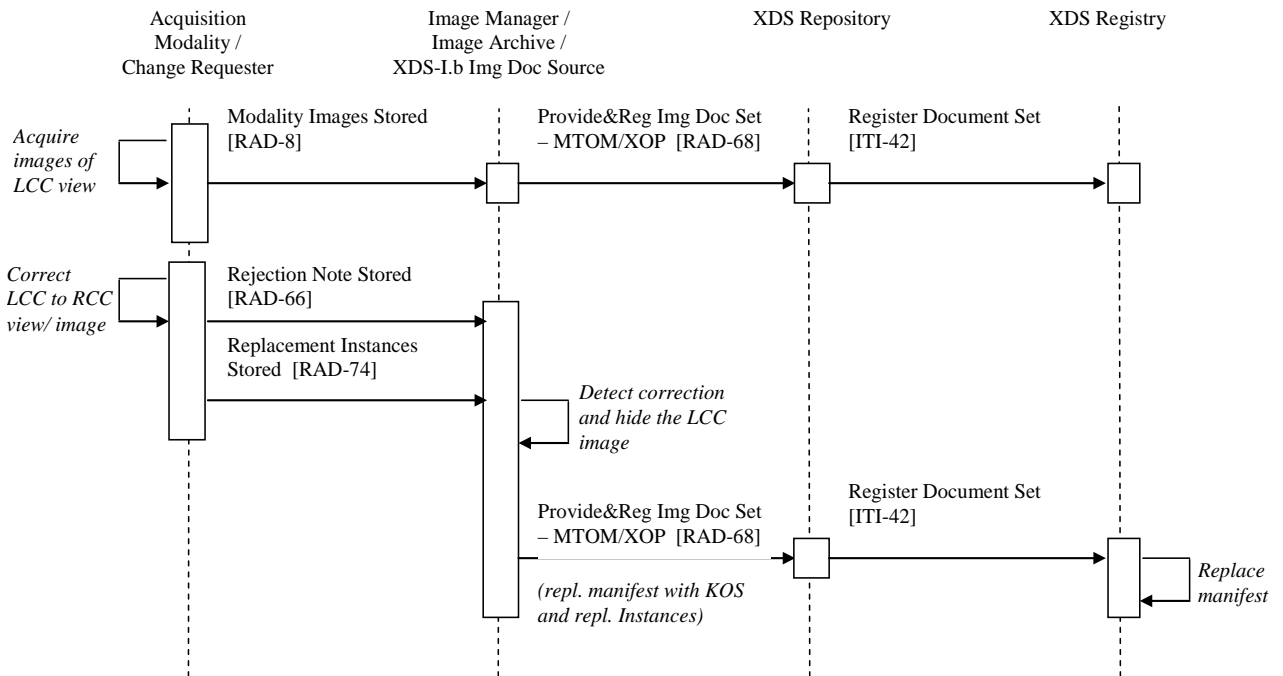 Acquisition
Modality /
Change Requester
Image Manager /
Image Archive /
XDS-I.b Img Doc Source
XDS Repository
XDS Registry
Acquire
images of
LCC view
Modality Images Stored
[RAD-8]
Provide&Reg Img Doc Set
– MTOM/XOP [RAD-68]
Register Document Set
[ITI-42]
Correct
LCC to RCC
view/ image
Rejection Note Stored
[RAD-66]
Replacement Instances
Stored [RAD-74]
Detect correction
and hide the LCC
image
Provide&Reg Img Doc Set
– MTOM/XOP [RAD-68]
(repl. manifest with KOS
and repl. Instances)
Register Document Set
[ITI-42]
Replace
manifest